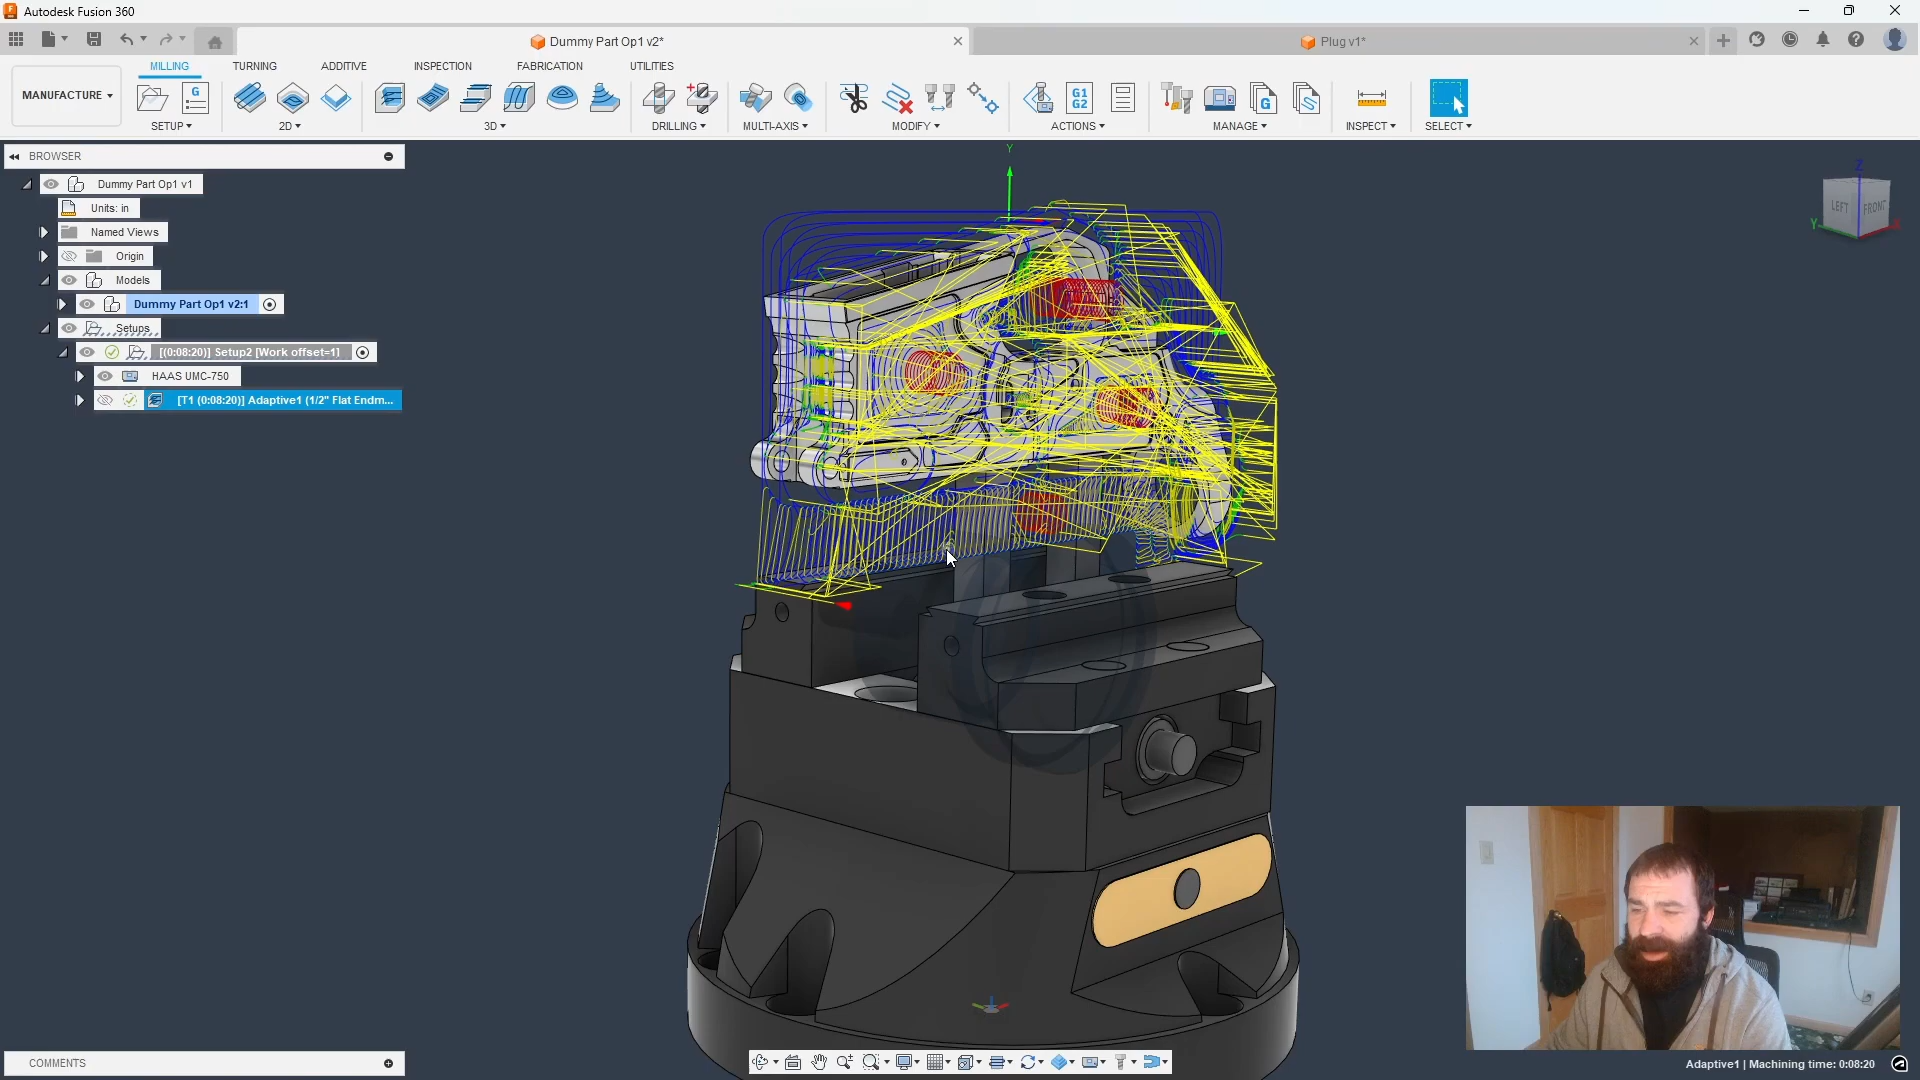 Autodesk Fusion 360
Dummy Part Op1 v2*
Plug v1*
MILLING
TURNING
ADDITIVE
INSPECTION
FABRICATION
UTILITIES
MANUFACTURE
G
G1
G2
G
SETUP
2D
3D
DRILLING
MULTI-AXIS
MODIFY
ACTIONS
MANAGE
INSPECT
SELECT
BROWSER
Dummy Part Op1 v1
Units: in
Named Views
Origin
Models
Dummy Part Op1 v2:1
Setups
[(0:08:20)] Setup2 [Work offset=1]
HAAS UMC-750
[T1 (0:08:20)] Adaptive1 (1/2" Flat Endm...
Y
Z
LEFT
FRONT
Y
X
COMMENTS
Adaptive1 | Machining time: 0:08:20